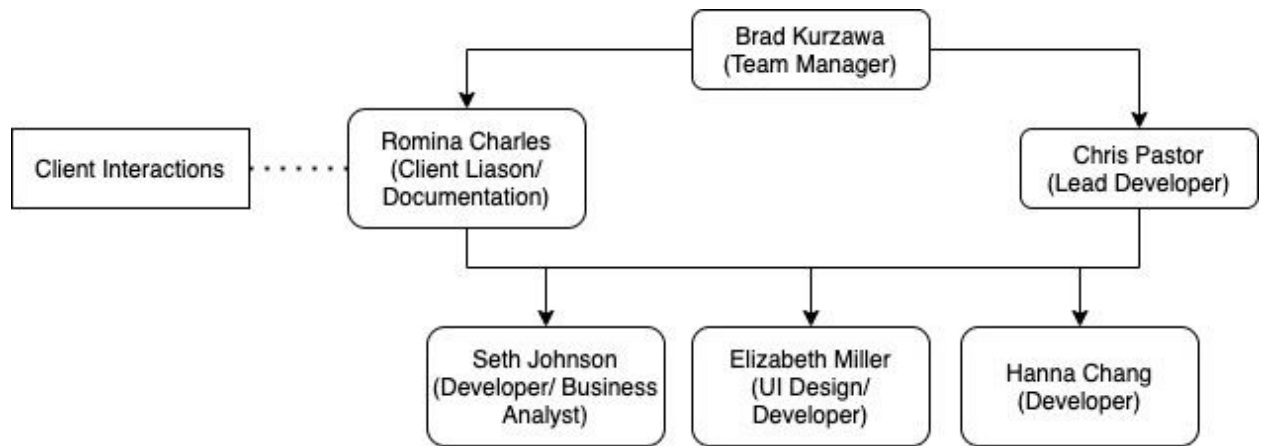 Brad Kurzawa
(Team Manager)
Client Interactions
Romina Charles
(Client Liason/
Documentation)
Chris Pastor
(Lead Developer)
Seth Johnson
(Developer/ Business
Analyst)
Elizabeth Miller
(UI Design/
Developer)
Hanna Chang
(Developer)